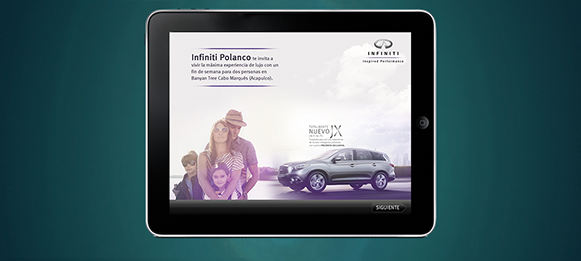 Infiniti Polanco te invita a
vivir la máxima experiencia de lujo con un
fin de semana para dos personas en
Banyan Tree Cabo Marqués (Acapulco).
INFINITI
Inspired Performance
TOTALMENTE
NUEVO JX
INFINITI
SIGUIENTE